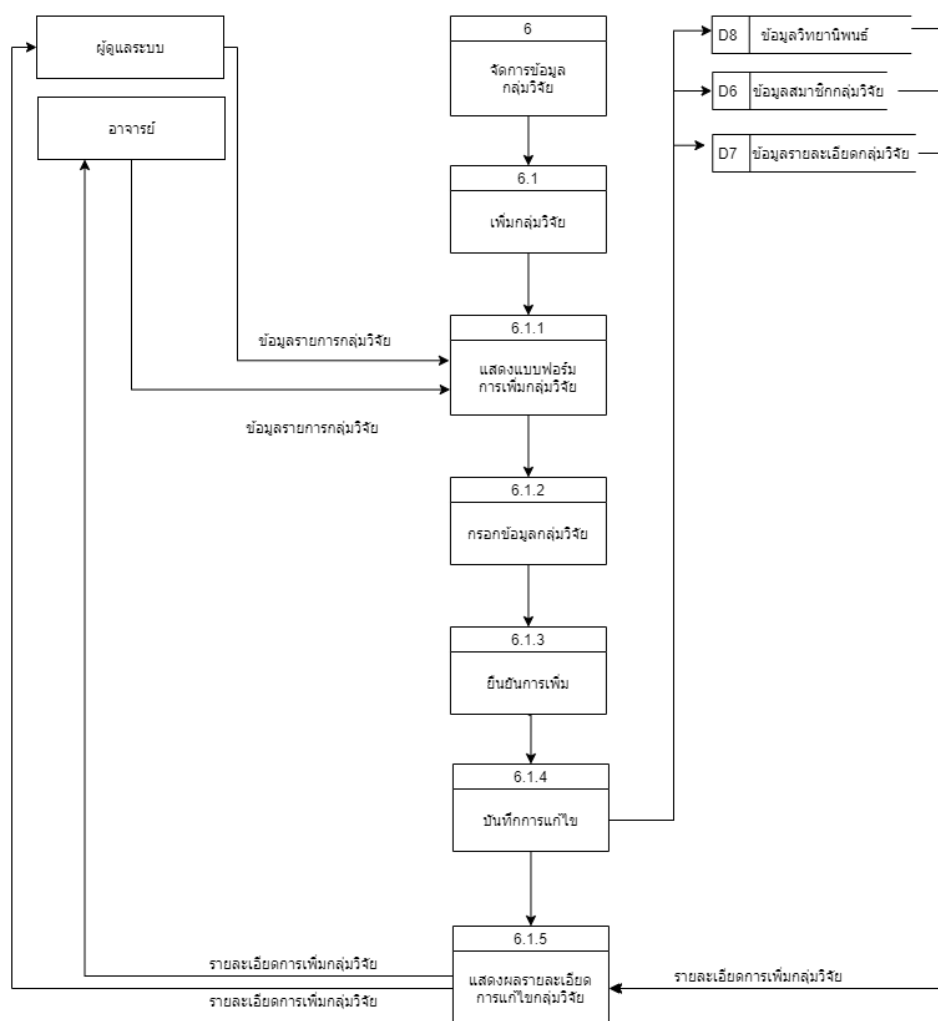 ผู้ดูแลระบบ
อาจารย์
6
จัดการข้อมูล
กลุ่มวิจัย
D8 ข้อมูลวิทยานิพนธ์
D6 ข้อมูลสมาชิกกลุ่มวิจัย
D7 ข้อมูลรายละเอียดกลุ่มวิจัย
6.1
เพิ่มกลุ่มวิจัย
6.1.1
แสดงแบบฟอร์ม
การเพิ่มกลุ่มวิจัย
ข้อมูลรายการกลุ่มวิจัย
ข้อมูลรายการกลุ่มวิจัย
6.1.2
กรอกข้อมูลกลุ่มวิจัย
6.1.3
ยืนยันการเพิ่ม
6.1.4
บันทึกการแก้ไข
6.1.5
แสดงผลรายละเอียด
การแก้ไขกลุ่มวิจัย
รายละเอียดการเพิ่มกลุ่มวิจัย
รายละเอียดการเพิ่มกลุ่มวิจัย
รายละเอียดการเพิ่มกลุ่มวิจัย